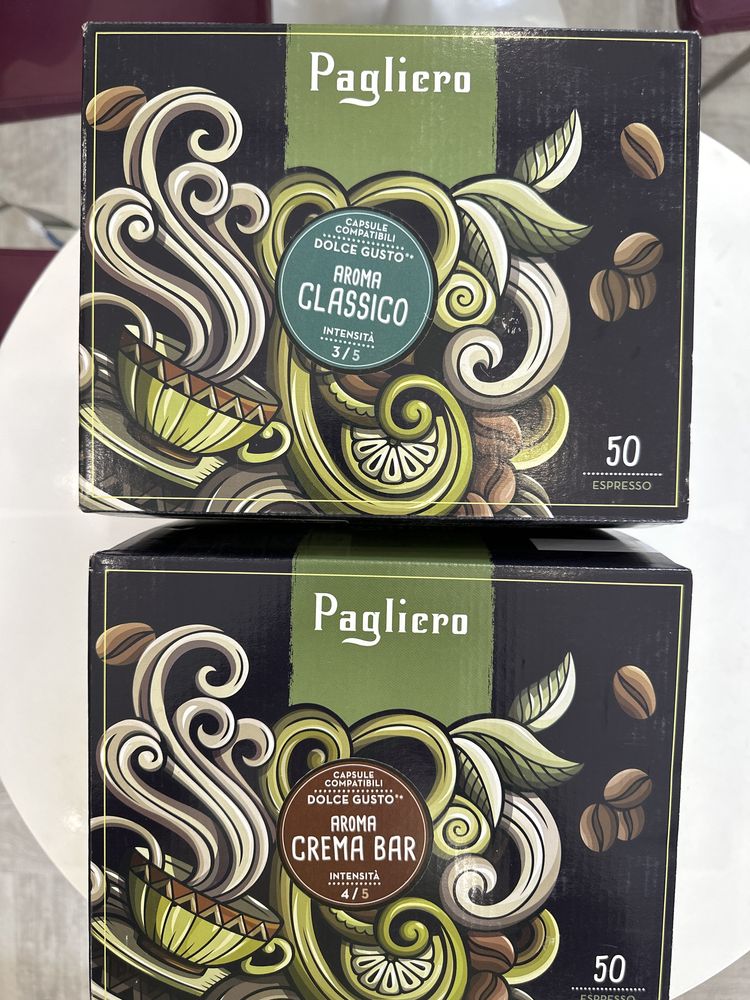 Pagliero
CAPSULE
COMPATIBILI
DOLCE GUSTO**
AROMA
CLASSICO
INTENSITÀ
3/5
50
ESPRESSO
Pagliero
CAPSULE
COMPATIBILI
DOLCE GUSTO**
AROMA
CREMA BAR
INTENSITÀ
4/5
50
ESPRESSO